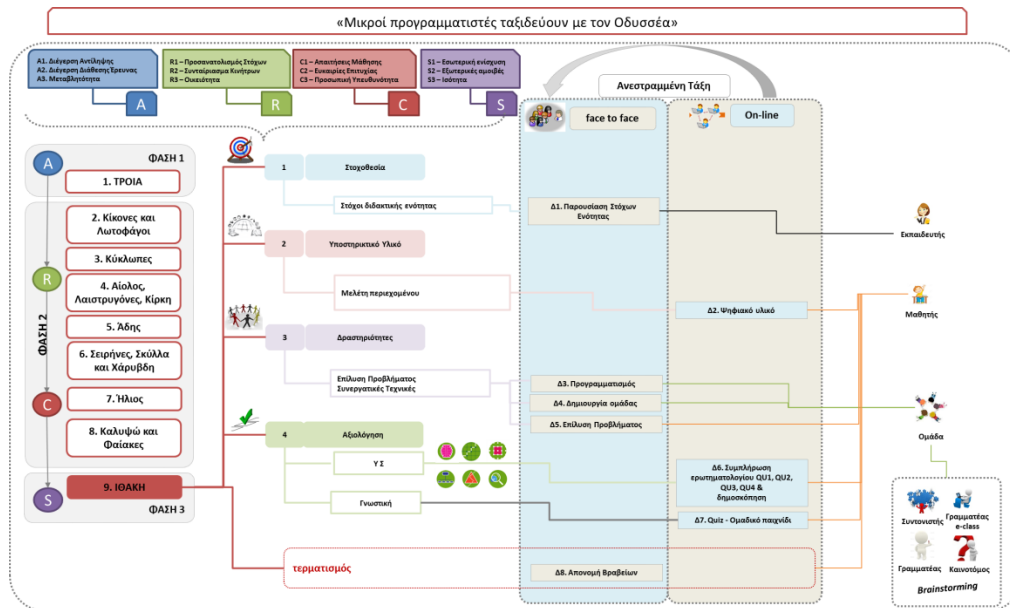 «Μικροί προγραμματιστές ταξιδεύουν με τον Οδυσσέα»
Α1. Διέγερση Αντίληψης
Α2. Διέγερση Διάθεσης Έρευνας
Α3. Μεταβλητότητα
A
R1 – Προσανατολισμός Στόχων
R2 – Συνταίριασμα Κινήτρων
R3 – Οικειότητα
R
C1 – Απαιτήσεις Μάθησης
C2 – Ευκαιρίες Επιτυχίας
C3 – Προσωπική Υπευθυνότητα
C
S1 – Εσωτερική ενίσχυση
S2 – Εξωτερικές αμοιβές
S3 – Ισότητα
S
Ανεστραμμένη Τάξη
face to face
On-line
A
ΦΑΣΗ 1
1. ΤΡΟΙΑ
ΦΑΣΗ 2
2. Κίκονες και
Λωτοφάγοι
3. Κύκλωπες
R
4. Αίολος,
Λαιστρυγόνες, Κίρκη
5. Άδης
6. Σειρήνες, Σκύλλα
και Χάρυβδη
C
7. Ήλιος
8. Καλυψώ και
Φαίακες
S
9. ΙΘΑΚΗ
ΦΑΣΗ 3
1
Στοχοθεσία
Στόχοι διδακτικής ενότητας
Δ1. Παρουσίαση Στόχων
Ενότητας
2
Υποστηρικτικό Υλικό
Μελέτη περιεχομένου
Δ2. Ψηφιακό υλικό
3
Δραστηριότητες
Επίλυση Προβλήματος
Συνεργατικές Τεχνικές
Δ3. Προγραμματισμός
Δ4. Δημιουργία ομάδας
Δ5. Επίλυση Προβλήματος
4
Αξιολόγηση
Υ Σ
Δ6. Συμπλήρωση
ερωτηματολογίου QU1, QU2,
QU3, QU4 &
δημοσκόπηση
Γνωστική
Δ7. Quiz - Ομαδικό παιχνίδι
τερματισμός
Δ8. Απονομή Βραβείων
Εκπαιδευτής
Μαθητής
Ομάδα
Συντονιστής
Γραμματέας
e-class
Γραμματέας
Καινοτόμος
Brainstorming